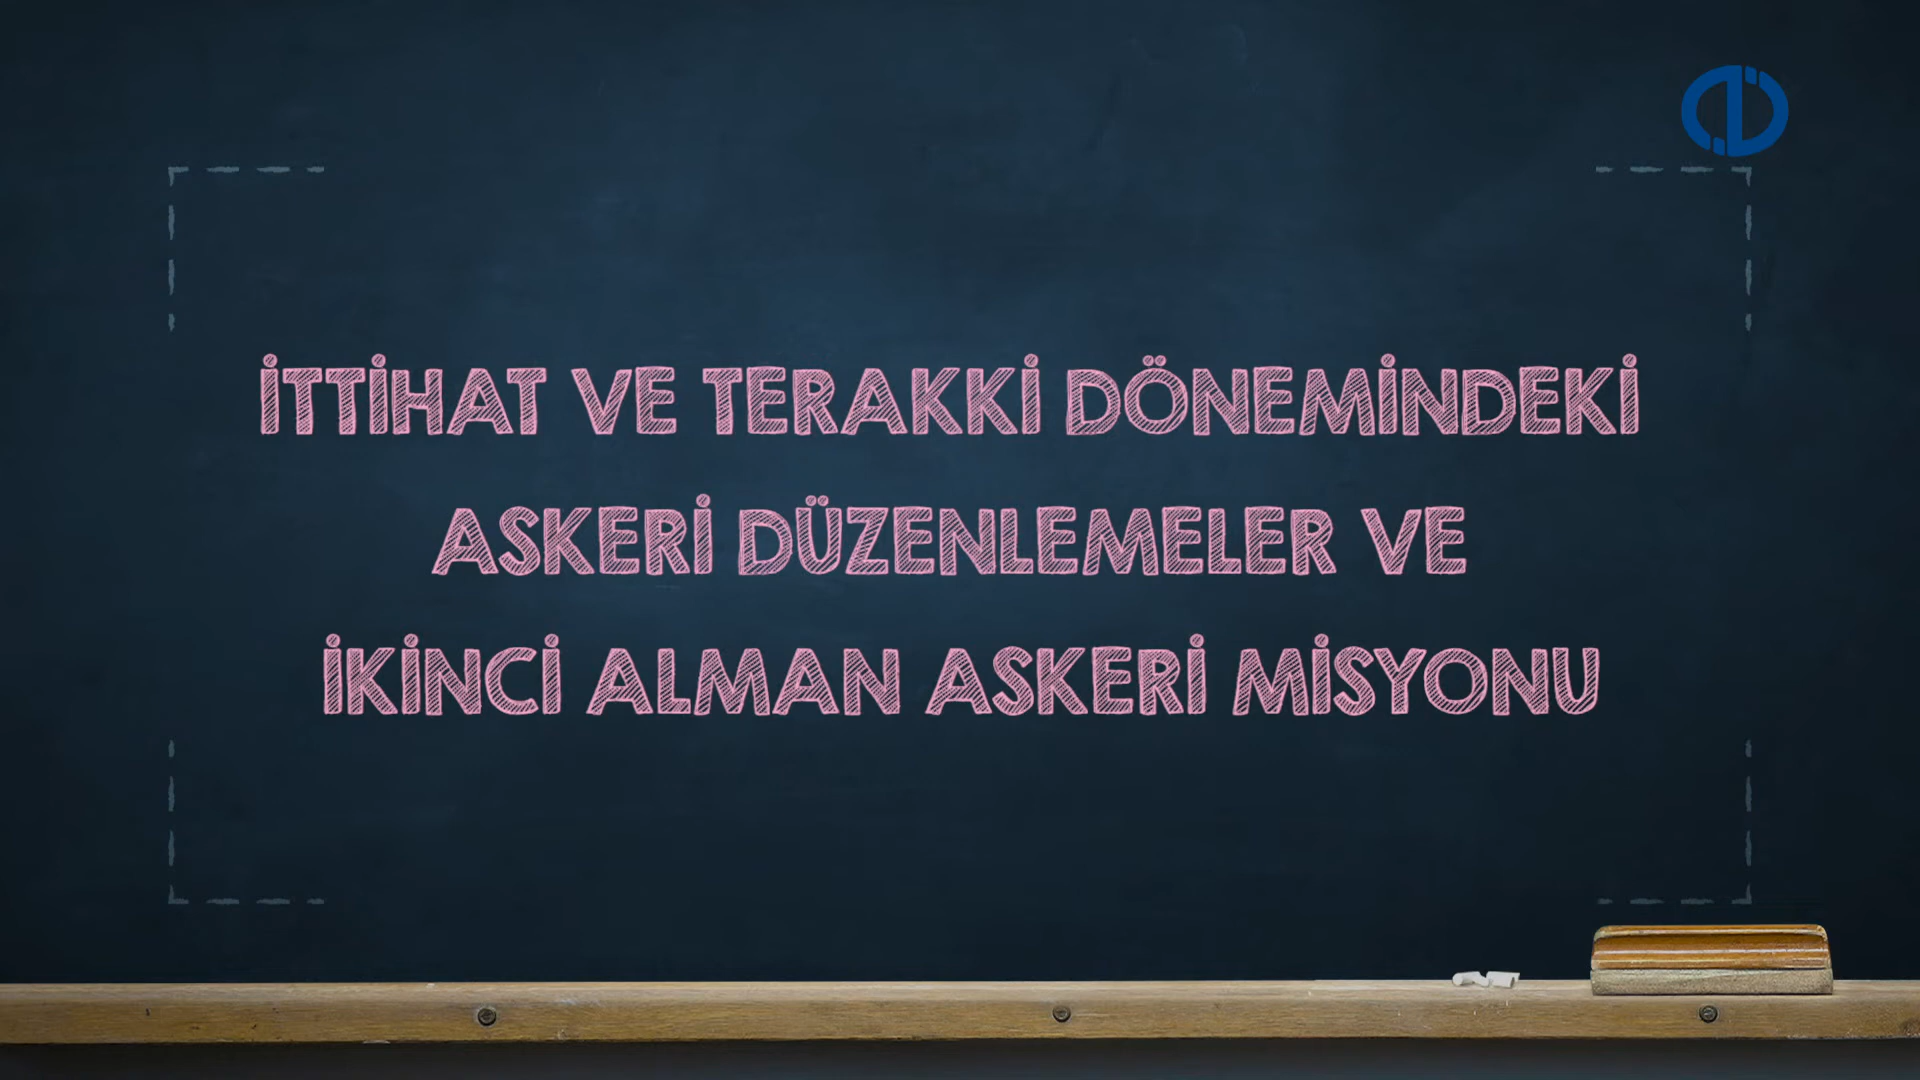 İTTİHAT VE TERAKKİ DÖNEMİNDEKİ
ASKERİ DÜZENLEMELER VE
İKİNCİ ALMAN ASKERİ MİSYONU